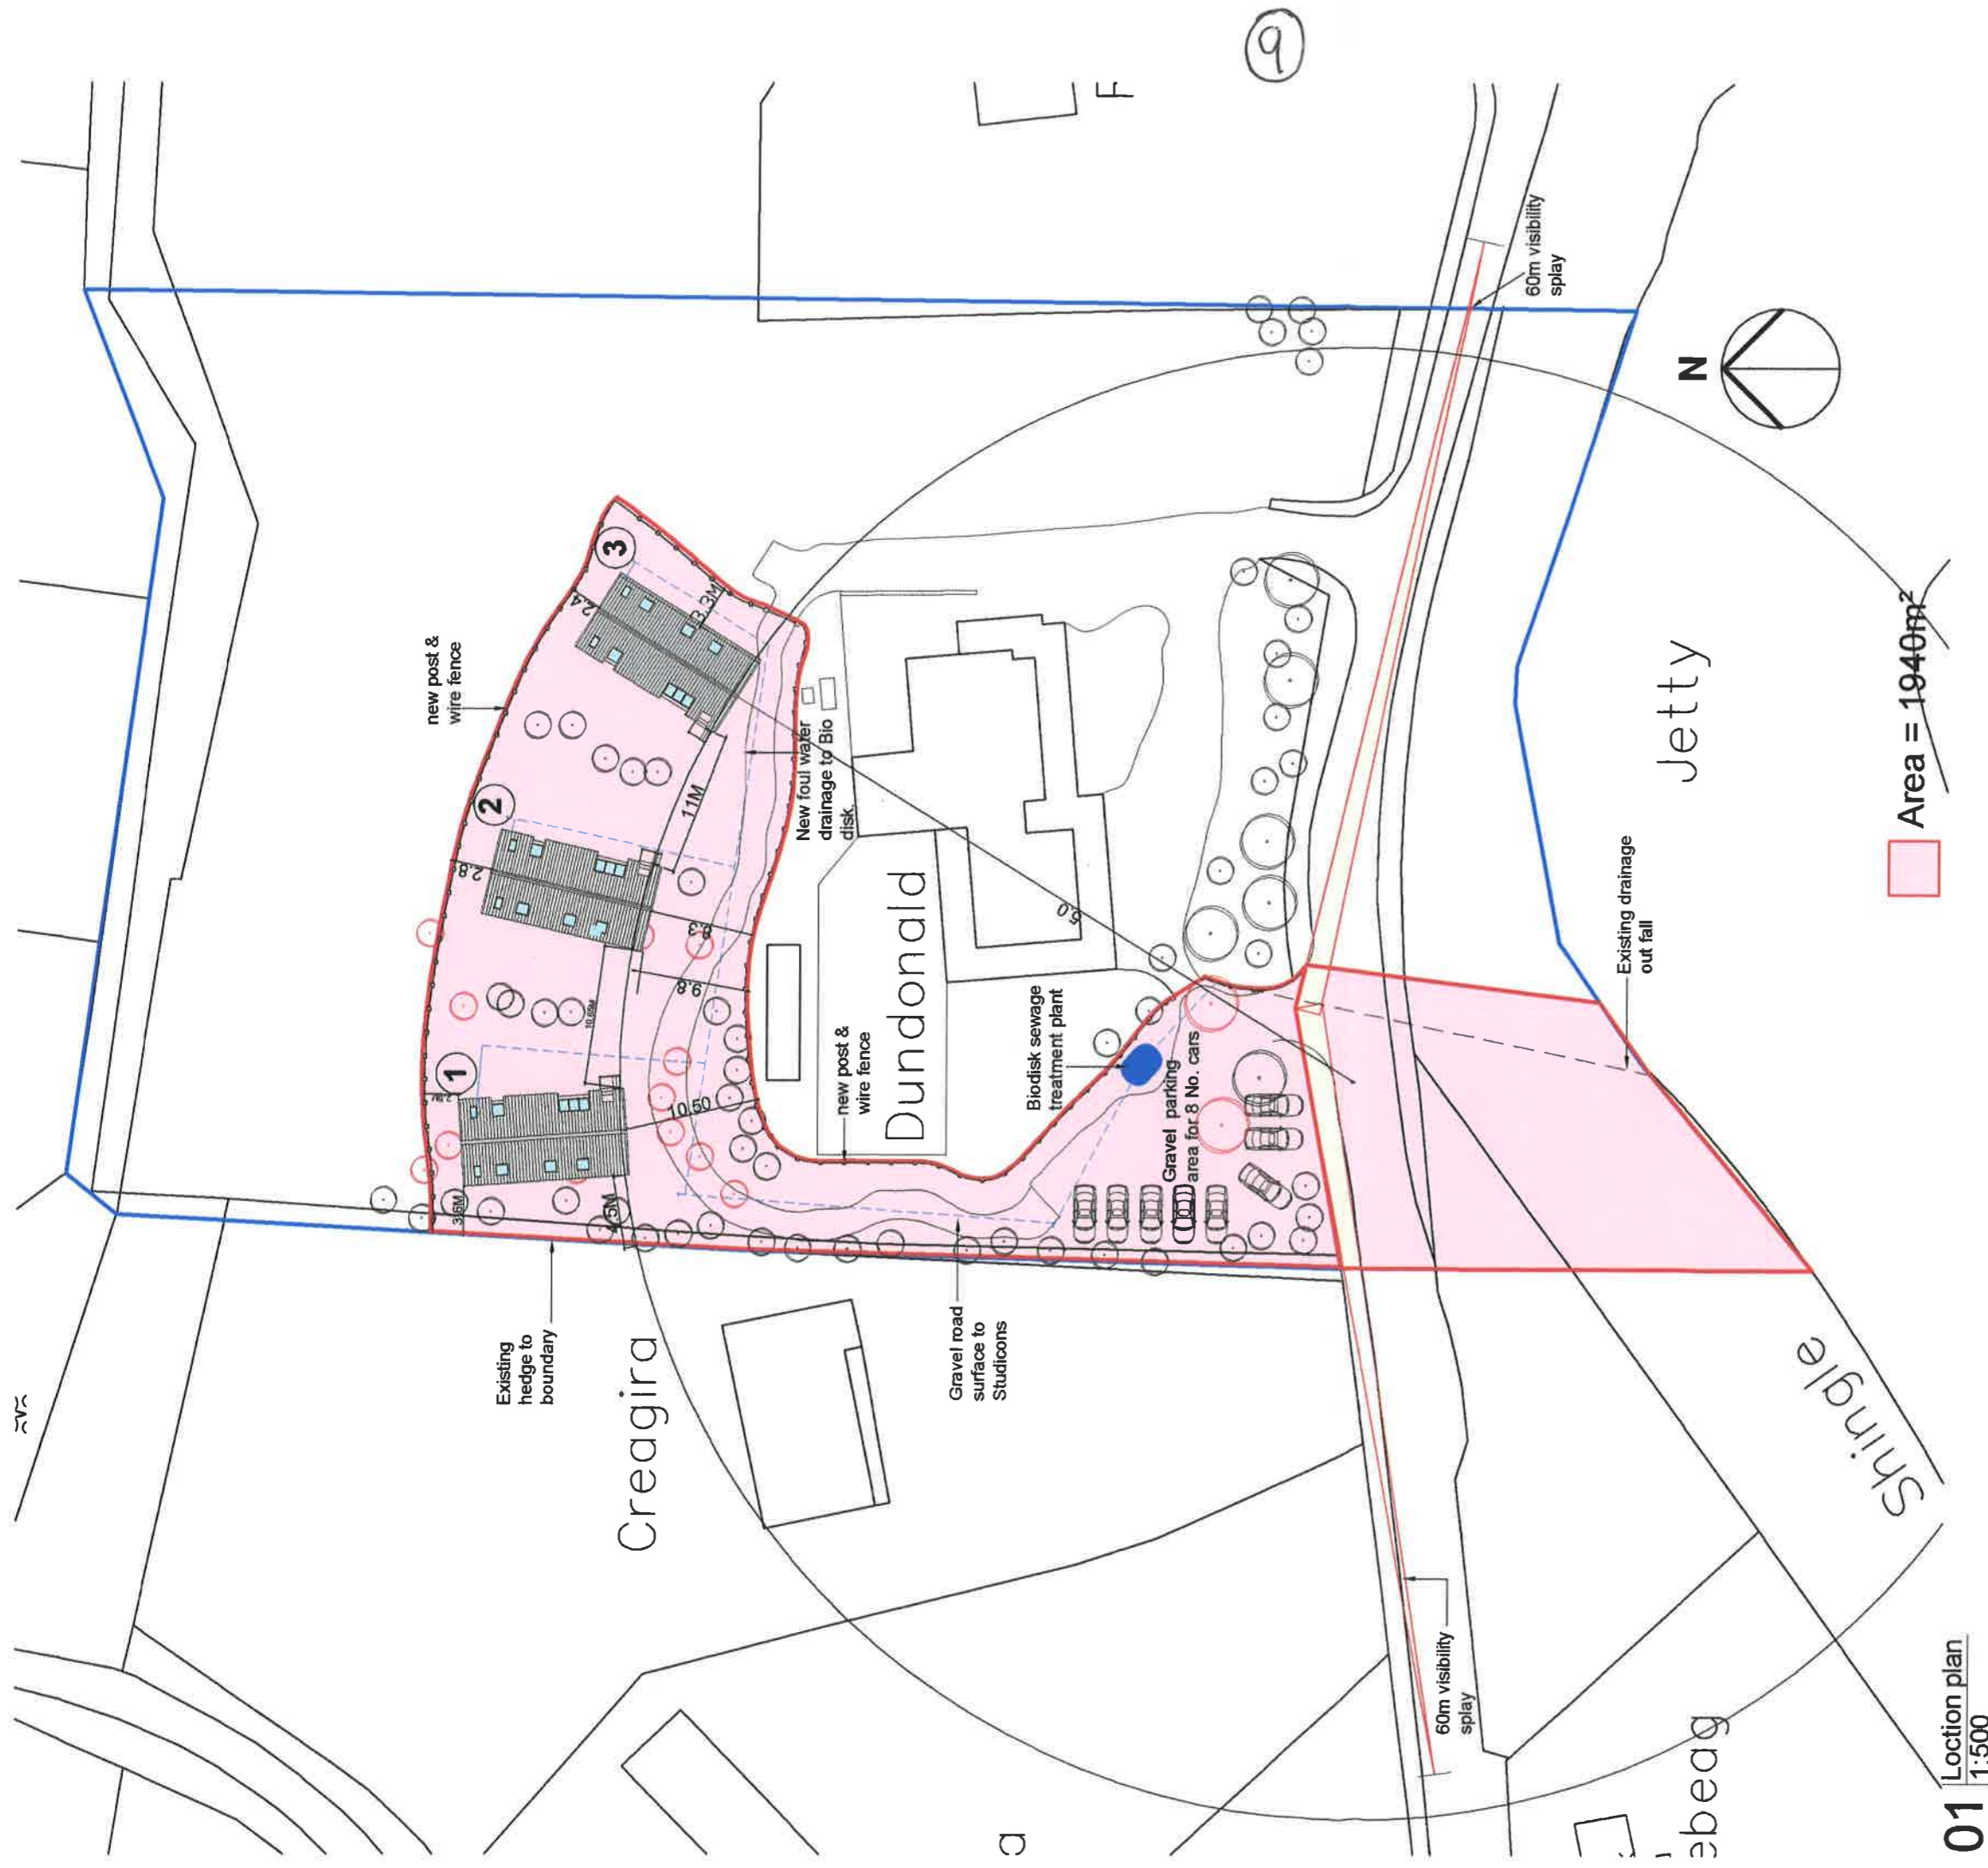 9
F
60m visibility
splay
N
new post &
wire fence
3
2.4
3.3M
2
11M
2.8
New foul water
drainage to Bio
disk.
8.3
9.8
50
Dundonald
Jetty
Area = 1940m²
Existing drainage
out fall
1
10.50
new post &
wire fence
Biodisk sewage
treatment plant
Gravel parking
area for 8 No. cars
3.6M
4.5M
Existing
hedge to
boundary
Creagira
Gravel road
surface to
Studicons
Shingle
60m visibility
splay
a
ebeag
01
Loction plan
1:500